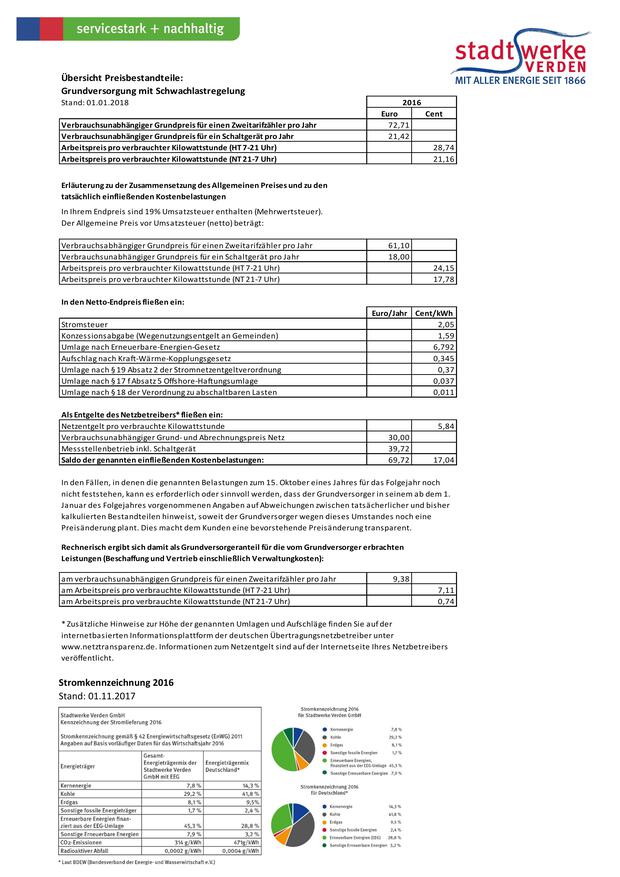 servicestark + nachhaltig
stadtwerke
VERDEN
MIT ALLER ENERGIE SEIT 1866
Übersicht Preisbestandteile:
Grundversorgung mit Schwachlastregelung
Stand: 01.01.2018
2016
Euro Cent
Verbrauchsunabhängiger Grundpreis für einen Zweitarifzähler pro Jahr 72,71
Verbrauchsunabhängiger Grundpreis für ein Schaltgerät pro Jahr 21,42
Arbeitspreis pro verbrauchter Kilowattstunde (HT 7-21 Uhr) 28,74
Arbeitspreis pro verbrauchter Kilowattstunde (NT 21-7 Uhr) 21,16
Erläuterung zu der Zusammensetzung des Allgemeinen Preises und zu den
tatsächlich einfließenden Kostenbelastungen
In Ihrem Endpreis sind 19% Umsatzsteuer enthalten (Mehrwertsteuer).
Der Allgemeine Preis vor Umsatzsteuer (netto) beträgt:
Verbrauchsabhängiger Grundpreis für einen Zweitarifzähler pro Jahr 61,10
Verbrauchsunabhängiger Grundpreis für ein Schaltgerät pro Jahr 18,00
Arbeitspreis pro verbrauchter Kilowattstunde (HT 7-21 Uhr) 24,15
Arbeitspreis pro verbrauchter Kilowattstunde (NT 21-7 Uhr) 17,78
In den Netto-Endpreis fließen ein:
Euro/Jahr Cent/kWh
Stromsteuer 2,05
Konzessionsabgabe (Wegenutzungsentgelt an Gemeinden) 1,59
Umlage nach Erneuerbare-Energien-Gesetz 6,792
Aufschlag nach Kraft-Wärme-Kopplungsgesetz 0,345
Umlage nach § 19 Absatz 2 der Stromnetzentgeltverordnung 0,37
Umlage nach § 17 f Absatz 5 Offshore-Haftungsumlage 0,037
Umlage nach § 18 der Verordnung zu abschaltbaren Lasten 0,011
Als Entgelte des Netzbetreibers* fließen ein:
Netzentgelt pro verbrauchte Kilowattstunde 5,84
Verbrauchsunabhängiger Grund- und Abrechnungspreis Netz 30,00
Messstellenbetrieb inkl. Schaltgerät 39,72
Saldo der genannten einfließenden Kostenbelastungen: 69,72 17,04
In den Fällen, in denen die genannten Belastungen zum 15. Oktober eines Jahres für das Folgejahr noch
nicht feststehen, kann es erforderlich oder sinnvoll werden, dass der Grundversorger in seinem ab dem 1.
Januar des Folgejahres vorgenommenen Angaben auf Abweichungen zwischen tatsächlicher und bisher
kalkulierten Bestandteilen hinweist, soweit der Grundversorger wegen dieses Umstandes noch eine
Preisänderung plant. Dies macht dem Kunden eine bevorstehende Preisänderung transparent.
Rechnerisch ergibt sich damit als Grundversorgeranteil für die vom Grundversorger erbrachten
Leistungen (Beschaffung und Vertrieb einschließlich Verwaltungkosten):
am verbrauchsunabhängigen Grundpreis für einen Zweitarifzähler pro Jahr 9,38
am Arbeitspreis pro verbrauchte Kilowattstunde (HT 7-21 Uhr) 7,11
am Arbeitspreis pro verbrauchte Kilowattstunde (NT 21-7 Uhr) 0,74
* Zusätzliche Hinweise zur Höhe der genannten Umlagen und Aufschläge finden Sie auf der
internetbasierten Informationsplattform der deutschen Übertragungsnetzbetreiber unter
www.netztransparenz.de. Informationen zum Netzentgelt sind auf der Internetseite Ihres Netzbetreibers
veröffentlicht.
Stromkennzeichnung 2016
Stand: 01.11.2017
Stadtwerke Verden GmbH
Kennzeichnung der Stromlieferung 2016
Stromkennzeichnung gemäß § 42 Energiewirtschaftsgesetz (EnWG) 2011
Angaben auf Basis vorläufiger Daten für das Wirtschaftsjahr 2016
Energieträger Gesamt-Energieträgermix der Stadtwerke Verden GmbH mit EEG Energieträgermix Deutschland*
Kernenergie 7,8 % 14,3 %
Kohle 29,2 % 41,8 %
Erdgas 8,1 % 9,5%
Sonstige fossile Energieträger 1,7 % 2,4 %
Erneuerbare Energien finan-
ziert aus der EEG-Umlage 45,3 % 28,8 %
Sonstige Erneuerbare Energien 7,9 % 3,2 %
CO₂-Emissionen 314 g/kWh 471g/kWh
Radioaktiver Abfall 0,0002 g/kWh 0,0004 g/kWh
* Laut BDEW (Bundesverband der Energie- und Wasserwirtschaft e.V.)
Stromkennzeichnung 2016
für Stadtwerke Verden GmbH
Kernenergie 7,8 %
Kohle 29,2 %
Erdgas 8,1 %
Sonstige fossile Energien 1,7 %
Erneuerbare Energien,
finanziert aus der EEG-Umlage 45,3 %
Sonstige Erneuerbare Energien 7,9 %
Stromkennzeichnung 2016
für Deutschland*
Kernenergie 14,3 %
Kohle 41,8 %
Erdgas 9,5 %
Sonstige fossile Energien 2,4 %
Erneuerbare Energien (EEG) 28,8 %
Sonstige Erneuerbare Energien 3,2 %